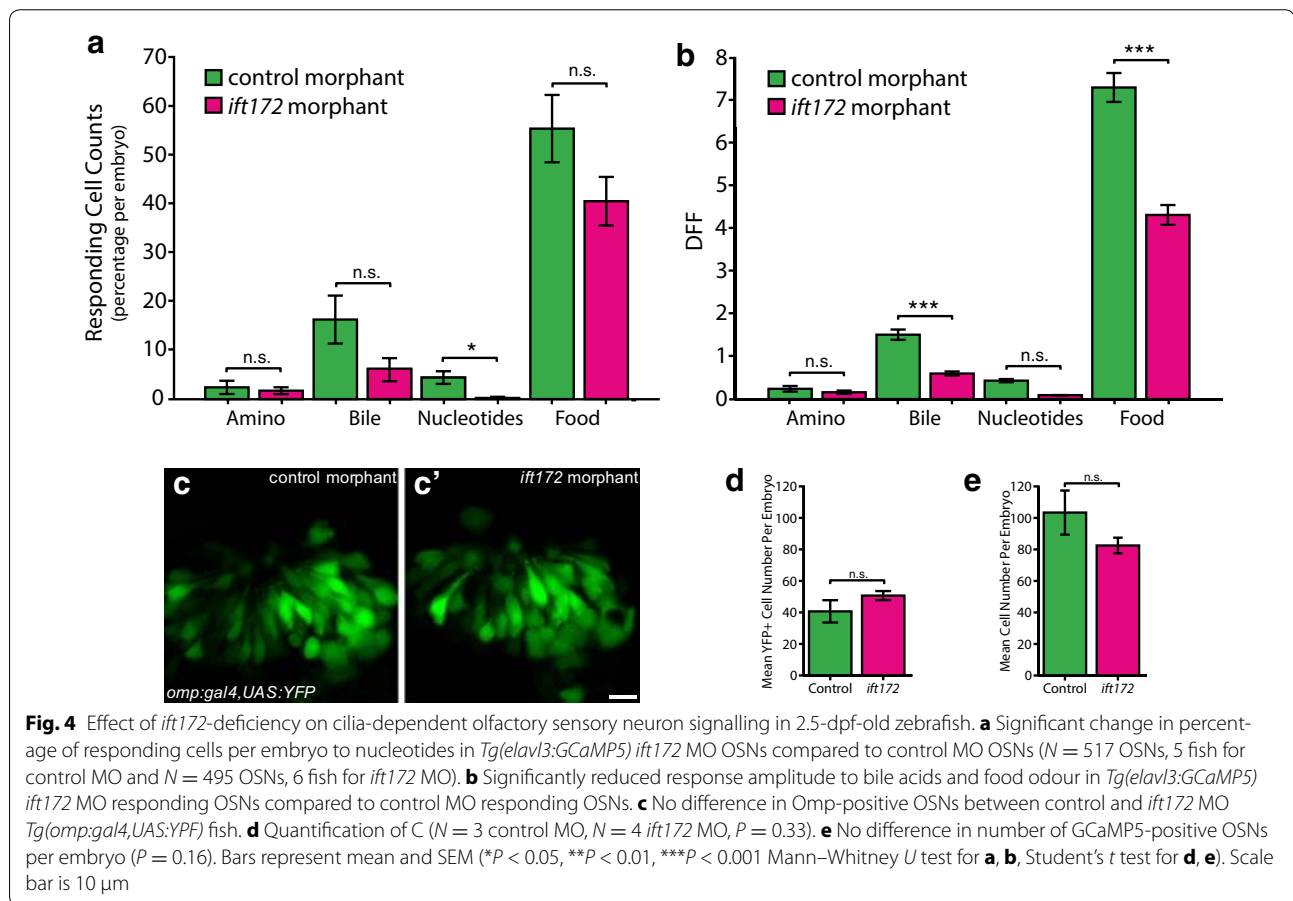 a
70
60
50
40
30
20
10
0
Responding Cell Counts
(percentage per embryo)
control morphant
ift172 morphant
n.s.
n.s.
*
n.s.
Amino
Bile
Nucleotides
Food
b
8
7
6
5
4
3
2
1
0
DFF
control morphant
ift172 morphant
n.s.
***
n.s.
***
Amino
Bile
Nucleotides
Food
c
control morphant
omp:gal4,UAS:YFP
c'
ift172 morphant
d
120
100
80
60
40
20
0
Mean YFP+ Cell Number Per Embryo
n.s.
Control
ift172
e
120
100
80
60
40
20
0
Mean Cell Number Per Embryo
n.s.
Control
ift172
Fig. 4 Effect of ift172-deficiency on cilia-dependent olfactory sensory neuron signalling in 2.5-dpf-old zebrafish. a Significant change in percent-
age of responding cells per embryo to nucleotides in Tg(elavl3:GCaMP5) ift172 MO OSNs compared to control MO OSNs (N = 517 OSNs, 5 fish for
control MO and N = 495 OSNs, 6 fish for ift172 MO). b Significantly reduced response amplitude to bile acids and food odour in Tg(elavl3:GCaMP5)
ift172 MO responding OSNs compared to control MO responding OSNs. c No difference in Omp-positive OSNs between control and ift172 MO
Tg(omp:gal4,UAS:YPF) fish. d Quantification of C (N = 3 control MO, N = 4 ift172 MO, P = 0.33). e No difference in number of GCaMP5-positive OSNs
per embryo (P = 0.16). Bars represent mean and SEM (*P < 0.05, **P < 0.01, ***P < 0.001 Mann–Whitney U test for a, b, Student's t test for d, e). Scale
bar is 10 μm